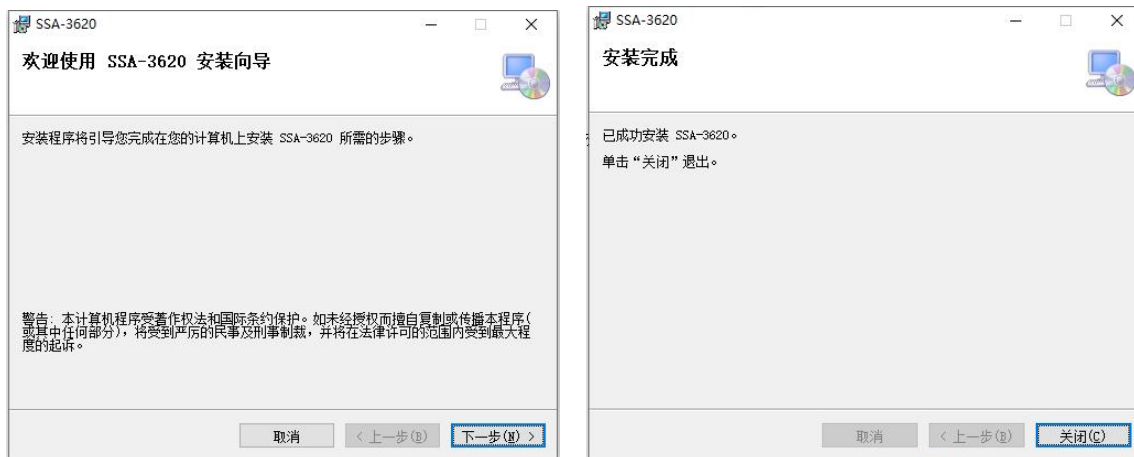 SSA-3620
欢迎使用 SSA-3620 安装向导
安装程序将引导您完成在您的计算机上安装 SSA-3620 所需的步骤。
警告: 本计算机程序受著作权法和国际条约保护。如未经授权而擅自复制或传播本程序(
或其中任何部分)，将受到严厉的民事及刑事制裁，并将在法律许可的范围内受到最大程
度的起诉。
取消
< 上一步(B)
下一步(N) >
SSA-3620
安装完成
已成功安装 SSA-3620。
单击“关闭”退出。
取消
< 上一步(B)
关闭(C)